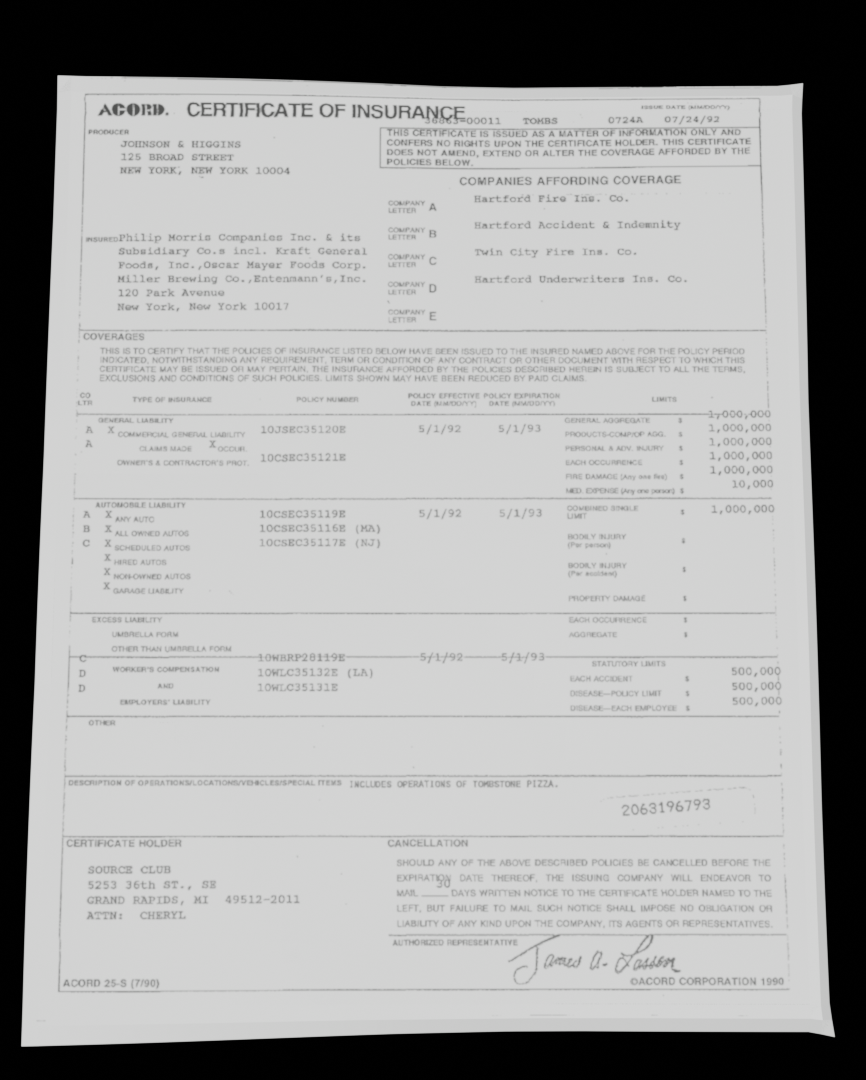 ACORD. CERTIFICATE OF INSURANCE
ISSUE DATE (MM/DD/YY)
36863-00011 TOMBS 0724A 07/24/92
PRODUCER
JOHNSON & HIGGINS
125 BROAD STREET
NEW YORK, NEW YORK 10004
THIS CERTIFICATE IS ISSUED AS A MATTER OF INFORMATION ONLY AND
CONFERS NO RIGHTS UPON THE CERTIFICATE HOLDER. THIS CERTIFICATE
DOES NOT AMEND, EXTEND OR ALTER THE COVERAGE AFFORDED BY THE
POLICIES BELOW.
COMPANIES AFFORDING COVERAGE
COMPANY LETTER A Hartford Fire Ins. Co.
COMPANY LETTER B Hartford Accident & Indemnity
COMPANY LETTER C Twin City Fire Ins. Co.
COMPANY LETTER D Hartford Underwriters Ins. Co.
COMPANY LETTER E
INSURED Philip Morris Companies Inc. & its
Subsidiary Co.s incl. Kraft General
Foods, Inc.,Oscar Mayer Foods Corp.
Miller Brewing Co.,Entenmann's,Inc.
120 Park Avenue
New York, New York 10017
COVERAGES
THIS IS TO CERTIFY THAT THE POLICIES OF INSURANCE LISTED BELOW HAVE BEEN ISSUED TO THE INSURED NAMED ABOVE FOR THE POLICY PERIOD
INDICATED, NOTWITHSTANDING ANY REQUIREMENT, TERM OR CONDITION OF ANY CONTRACT OR OTHER DOCUMENT WITH RESPECT TO WHICH THIS
CERTIFICATE MAY BE ISSUED OR MAY PERTAIN, THE INSURANCE AFFORDED BY THE POLICIES DESCRIBED HEREIN IS SUBJECT TO ALL THE TERMS,
EXCLUSIONS AND CONDITIONS OF SUCH POLICIES. LIMITS SHOWN MAY HAVE BEEN REDUCED BY PAID CLAIMS.
CO LTR TYPE OF INSURANCE POLICY NUMBER POLICY EFFECTIVE DATE (MM/DD/YY) POLICY EXPIRATION DATE (MM/DD/YY) LIMITS
GENERAL LIABILITY GENERAL AGGREGATE $ 1,000,000
A X COMMERCIAL GENERAL LIABILITY 10JSEC35120E 5/1/92 5/1/93 PRODUCTS-COMP/OP AGG. $ 1,000,000
A CLAIMS MADE X OCCUR. PERSONAL & ADV. INJURY $ 1,000,000
OWNER'S & CONTRACTOR'S PROT. 10CSEC35121E EACH OCCURRENCE $ 1,000,000
FIRE DAMAGE (Any one fire) $ 1,000,000
MED. EXPENSE (Any one person) $ 10,000
AUTOMOBILE LIABILITY
A X ANY AUTO 10CSEC35119E 5/1/92 5/1/93 COMBINED SINGLE LIMIT $ 1,000,000
B X ALL OWNED AUTOS 10CSEC35116E (MA)
C X SCHEDULED AUTOS 10CSEC35117E (NJ) BODILY INJURY (Per person) $
X HIRED AUTOS
X NON-OWNED AUTOS BODILY INJURY (Per accident) $
X GARAGE LIABILITY
PROPERTY DAMAGE $
EXCESS LIABILITY EACH OCCURRENCE $
UMBRELLA FORM AGGREGATE $
OTHER THAN UMBRELLA FORM
C 10WBRP28119E 5/1/92 5/1/93 STATUTORY LIMITS
D WORKER'S COMPENSATION 10WLC35132E (LA) EACH ACCIDENT $ 500,000
D AND 10WLC35131E DISEASE—POLICY LIMIT $ 500,000
EMPLOYERS' LIABILITY DISEASE—EACH EMPLOYEE $ 500,000
OTHER
DESCRIPTION OF OPERATIONS/LOCATIONS/VEHICLES/SPECIAL ITEMS INCLUDES OPERATIONS OF TOMBSTONE PIZZA.
2063196793
CERTIFICATE HOLDER
SOURCE CLUB
5253 36th ST., SE
GRAND RAPIDS, MI 49512-2011
ATTN: CHERYL
CANCELLATION
SHOULD ANY OF THE ABOVE DESCRIBED POLICIES BE CANCELLED BEFORE THE
EXPIRATION DATE THEREOF, THE ISSUING COMPANY WILL ENDEAVOR TO
MAIL 30 DAYS WRITTEN NOTICE TO THE CERTIFICATE HOLDER NAMED TO THE
LEFT, BUT FAILURE TO MAIL SUCH NOTICE SHALL IMPOSE NO OBLIGATION OR
LIABILITY OF ANY KIND UPON THE COMPANY, ITS AGENTS OR REPRESENTATIVES.
AUTHORIZED REPRESENTATIVE
James A. Lasson
ACORD 25-S (7/90)
©ACORD CORPORATION 1990